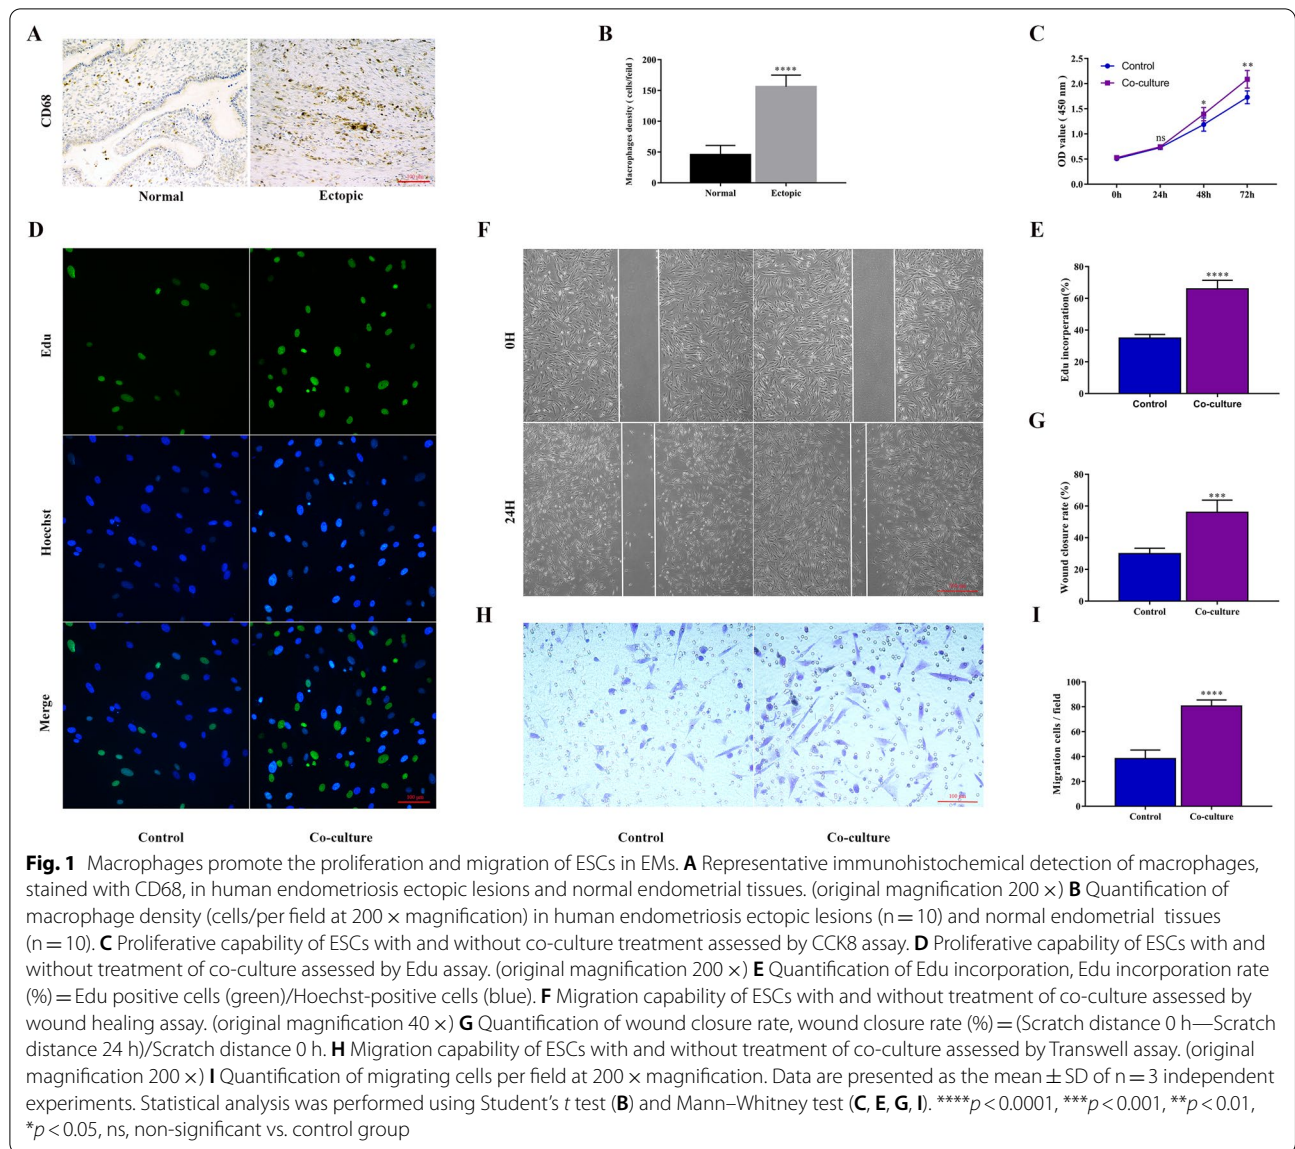 A
CD68
Normal
Ectopic
B
Macrophages density ( cells/feild )
200
150
100
50
0
****
Normal
Ectopic
C
Control
Co-culture
OD value ( 450 nm )
2.5
2.0
1.5
1.0
0.5
0.0
ns
*
**
0h
24h
48h
72h
D
Edu
Hoechst
Merge
100 μm
Control
Co-culture
F
0H
24H
E
Edu incorperation(%)
80
60
40
20
0
****
Control
Co-culture
G
Wound closure rate (%)
80
60
40
20
0
***
Control
Co-culture
H
100 μm
Control
Co-culture
I
Migration cells / field
100
80
60
40
20
0
****
Control
Co-culture
Fig. 1 Macrophages promote the proliferation and migration of ESCs in EMs. A Representative immunohistochemical detection of macrophages,
stained with CD68, in human endometriosis ectopic lesions and normal endometrial tissues. (original magnification 200 ×) B Quantification of
macrophage density (cells/per field at 200 × magnification) in human endometriosis ectopic lesions (n = 10) and normal endometrial tissues
(n = 10). C Proliferative capability of ESCs with and without co-culture treatment assessed by CCK8 assay. D Proliferative capability of ESCs with and
without treatment of co-culture assessed by Edu assay. (original magnification 200 ×) E Quantification of Edu incorporation, Edu incorporation rate
(%) = Edu positive cells (green)/Hoechst-positive cells (blue). F Migration capability of ESCs with and without treatment of co-culture assessed by
wound healing assay. (original magnification 40 ×) G Quantification of wound closure rate, wound closure rate (%) = (Scratch distance 0 h—Scratch
distance 24 h)/Scratch distance 0 h. H Migration capability of ESCs with and without treatment of co-culture assessed by Transwell assay. (original
magnification 200 ×) I Quantification of migrating cells per field at 200 × magnification. Data are presented as the mean ± SD of n = 3 independent
experiments. Statistical analysis was performed using Student's t test (B) and Mann–Whitney test (C, E, G, I). ****p < 0.0001, ***p < 0.001, **p < 0.01,
*p < 0.05, ns, non-significant vs. control group